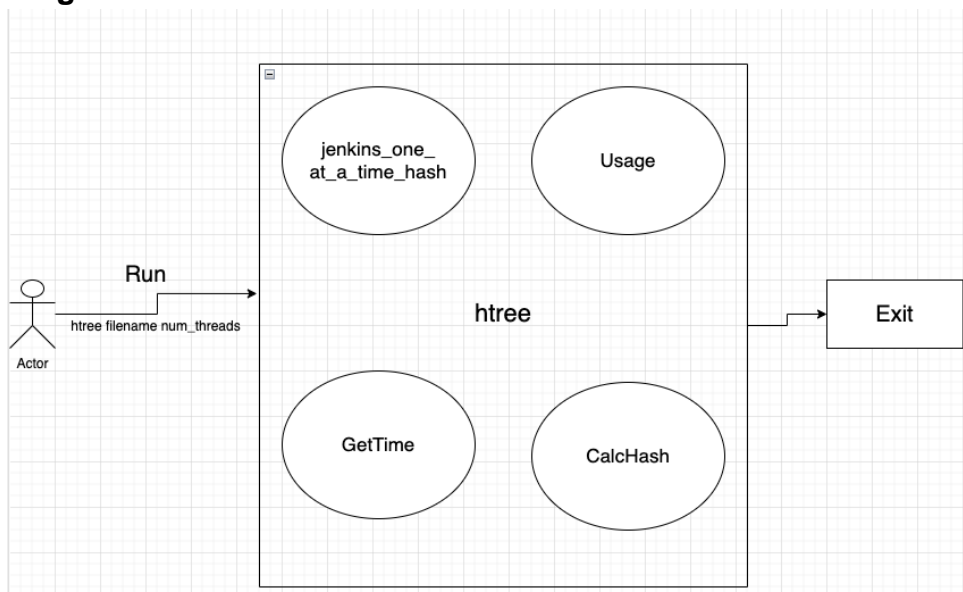 jenkins_one_
at_a_time_hash
Usage
Run
htree filename num_threads
Actor
htree
Exit
GetTime
CalcHash